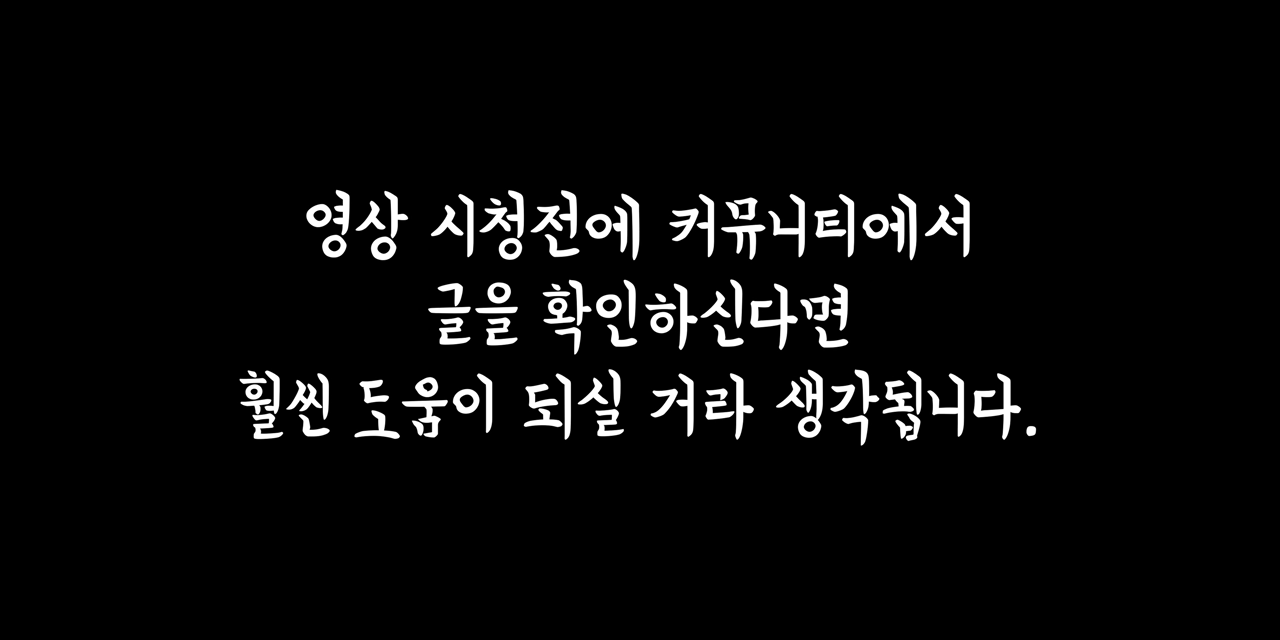 영상 시청전에 커뮤니티에서
글을 확인하신다면
훨씬 도움이 되실 거라 생각됩니다.